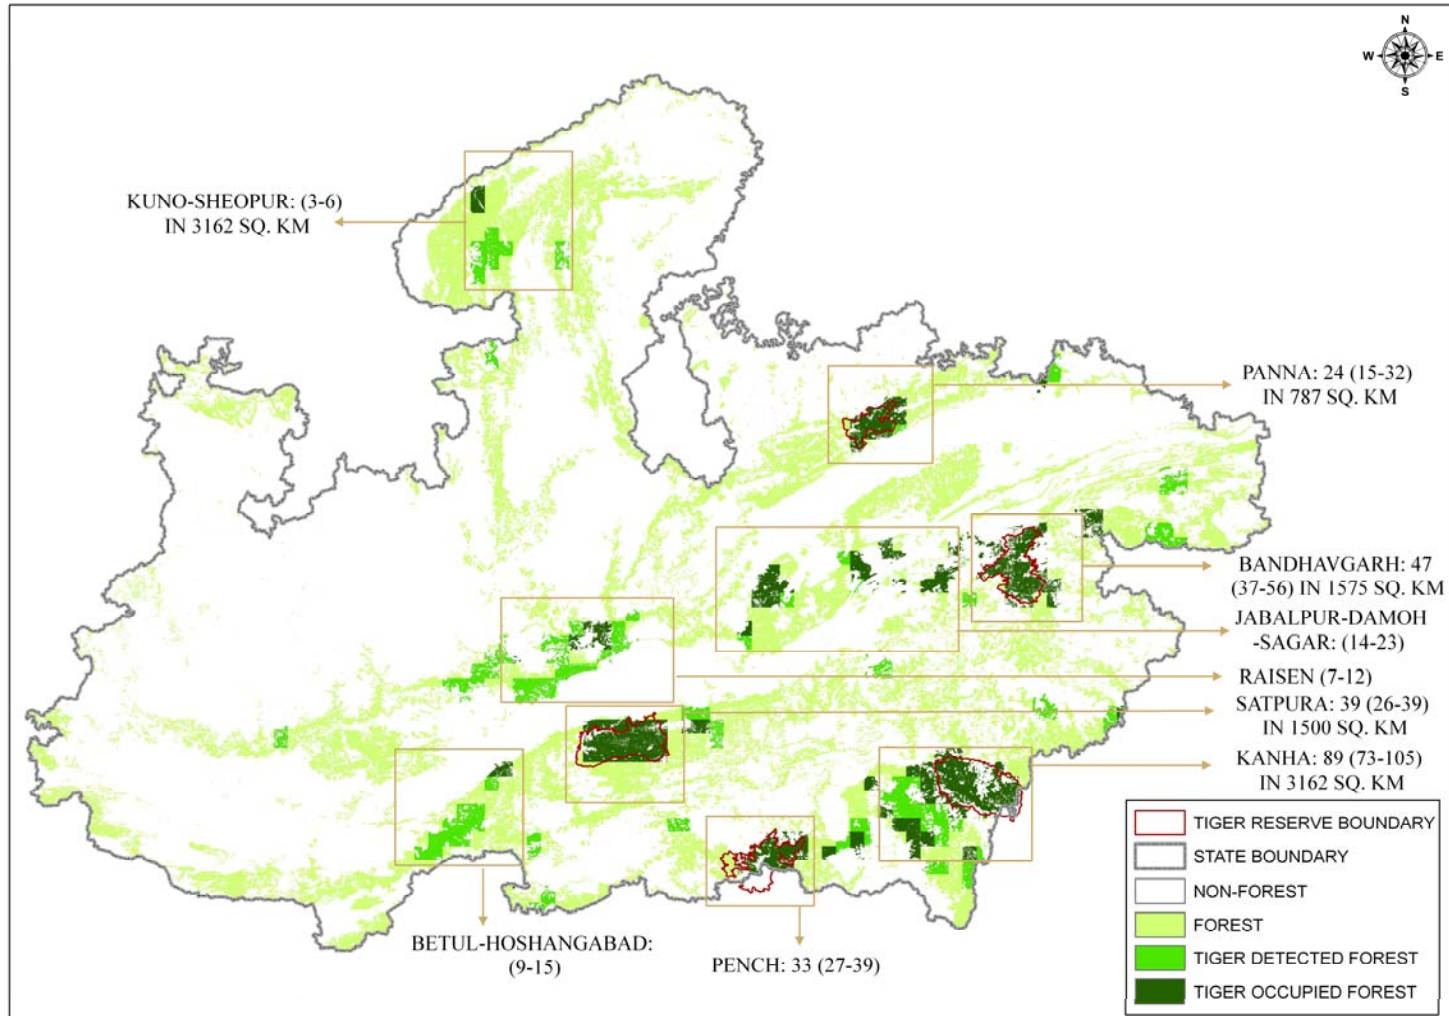 N
W E
S
KUNO-SHEOPUR: (3-6)
IN 3162 SQ. KM
PANNA: 24 (15-32)
IN 787 SQ. KM
BANDHAVGARH: 47
(37-56) IN 1575 SQ. KM
JABALPUR-DAMOH
-SAGAR: (14-23)
RAISEN (7-12)
SATPURA: 39 (26-39)
IN 1500 SQ. KM
KANHA: 89 (73-105)
IN 3162 SQ. KM
BETUL-HOSHANGABAD:
(9-15)
PENCH: 33 (27-39)
TIGER RESERVE BOUNDARY
STATE BOUNDARY
NON-FOREST
FOREST
TIGER DETECTED FOREST
TIGER OCCUPIED FOREST